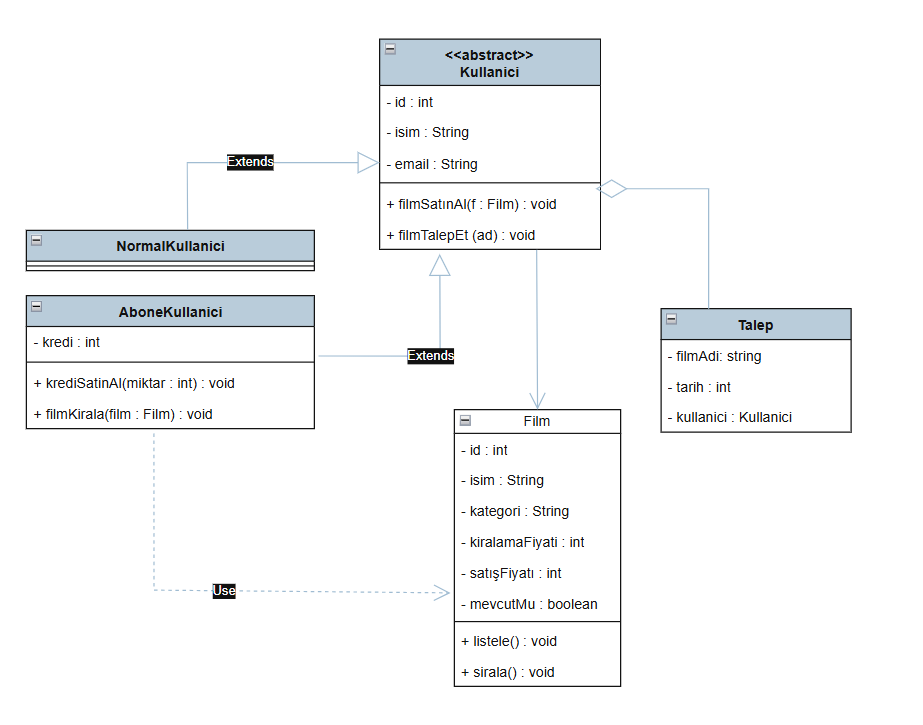 <<abstract>>
Kullanici
- id : int
- isim : String
- email : String
+ filmSatınAl(f : Film) : void
+ filmTalepEt (ad) : void
Extends
NormalKullanici
AboneKullanici
- kredi : int
+ krediSatinAl(miktar : int) : void
+ filmKirala(film : Film) : void
Extends
Talep
- filmAdi: string
- tarih : int
- kullanici : Kullanici
Film
- id : int
- isim : String
- kategori : String
- kiralamaFiyati : int
- satışFiyatı : int
- mevcutMu : boolean
+ listele() : void
+ sirala() : void
Use